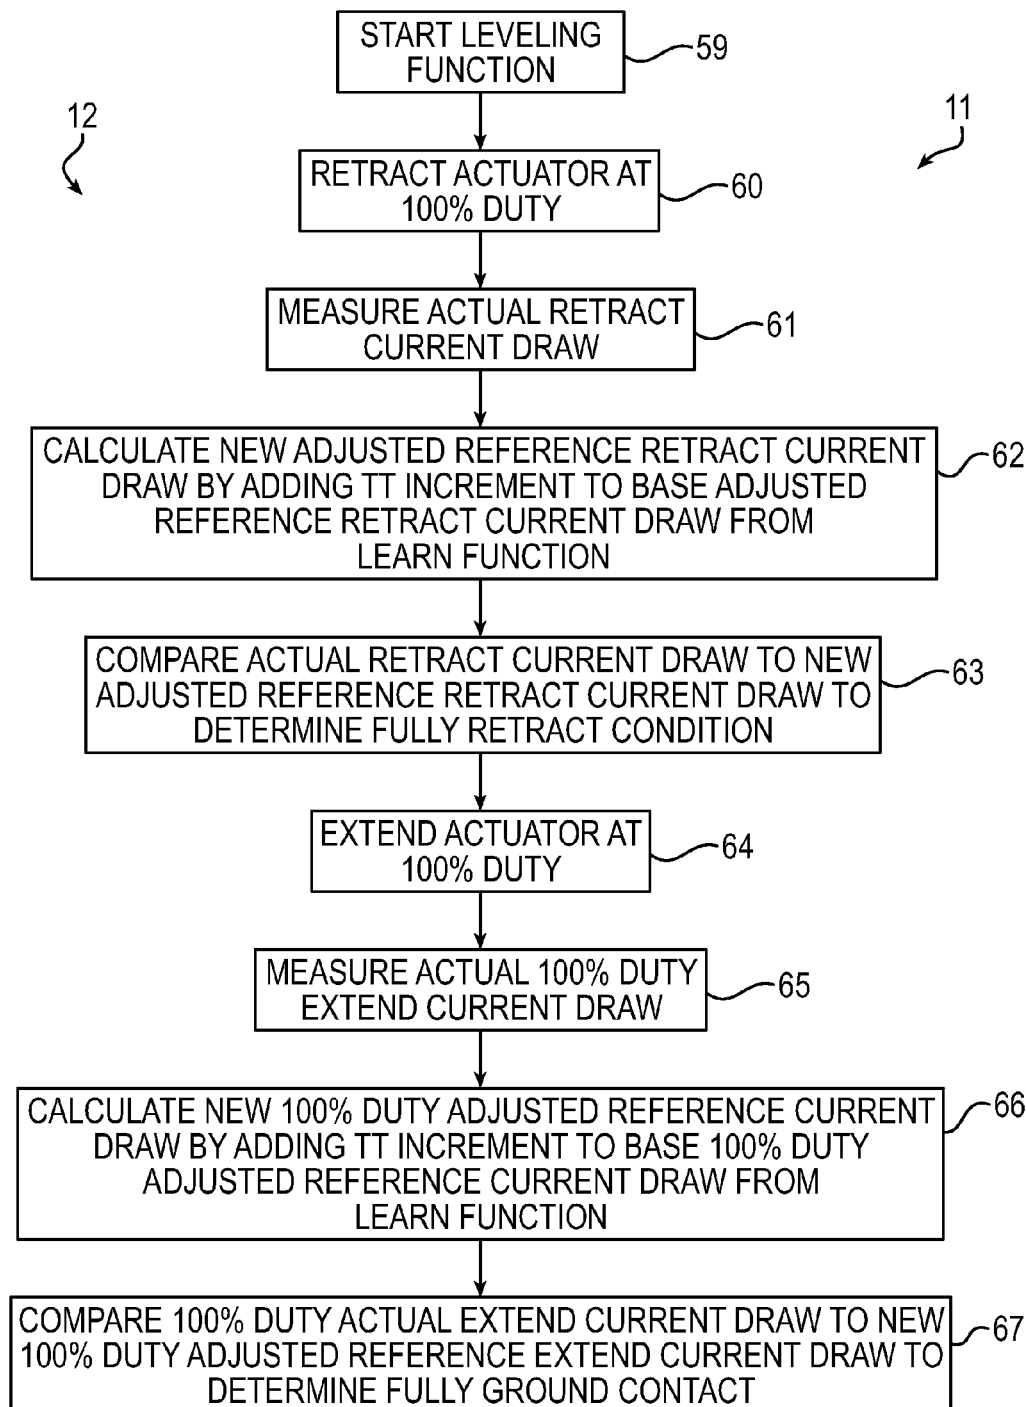 START LEVELING
FUNCTION
59
12
11
RETRACT ACTUATOR AT
100% DUTY
60
MEASURE ACTUAL RETRACT
CURRENT DRAW
61
CALCULATE NEW ADJUSTED REFERENCE RETRACT CURRENT
DRAW BY ADDING TT INCREMENT TO BASE ADJUSTED
REFERENCE RETRACT CURRENT DRAW FROM
LEARN FUNCTION
62
COMPARE ACTUAL RETRACT CURRENT DRAW TO NEW
ADJUSTED REFERENCE RETRACT CURRENT DRAW TO
DETERMINE FULLY RETRACT CONDITION
63
EXTEND ACTUATOR AT
100% DUTY
64
MEASURE ACTUAL 100% DUTY
EXTEND CURRENT DRAW
65
CALCULATE NEW 100% DUTY ADJUSTED REFERENCE CURRENT
DRAW BY ADDING TT INCREMENT TO BASE 100% DUTY
ADJUSTED REFERENCE CURRENT DRAW FROM
LEARN FUNCTION
66
COMPARE 100% DUTY ACTUAL EXTEND CURRENT DRAW TO NEW
100% DUTY ADJUSTED REFERENCE EXTEND CURRENT DRAW TO
DETERMINE FULLY GROUND CONTACT
67